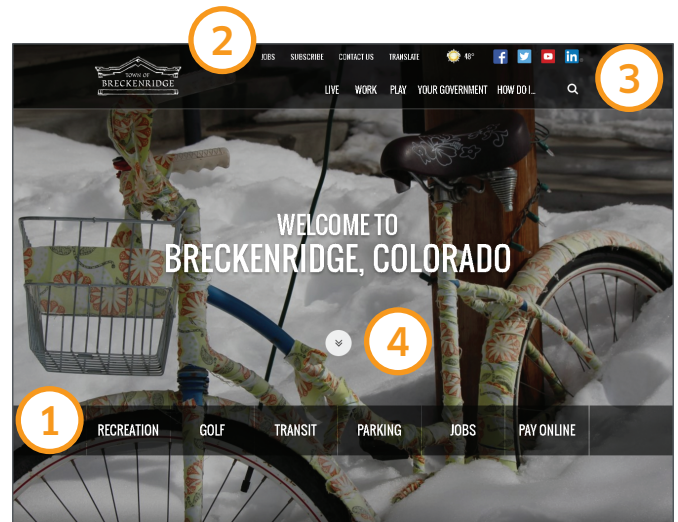 2
JOBS SUBSCRIBE CONTACT US TRANSLATE 48°
TOWN OF
BRECKENRIDGE
LIVE WORK PLAY YOUR GOVERNMENT HOW DO I...
3
WELCOME TO
BRECKENRIDGE, COLORADO
4
1
RECREATION GOLF TRANSIT PARKING JOBS PAY ONLINE